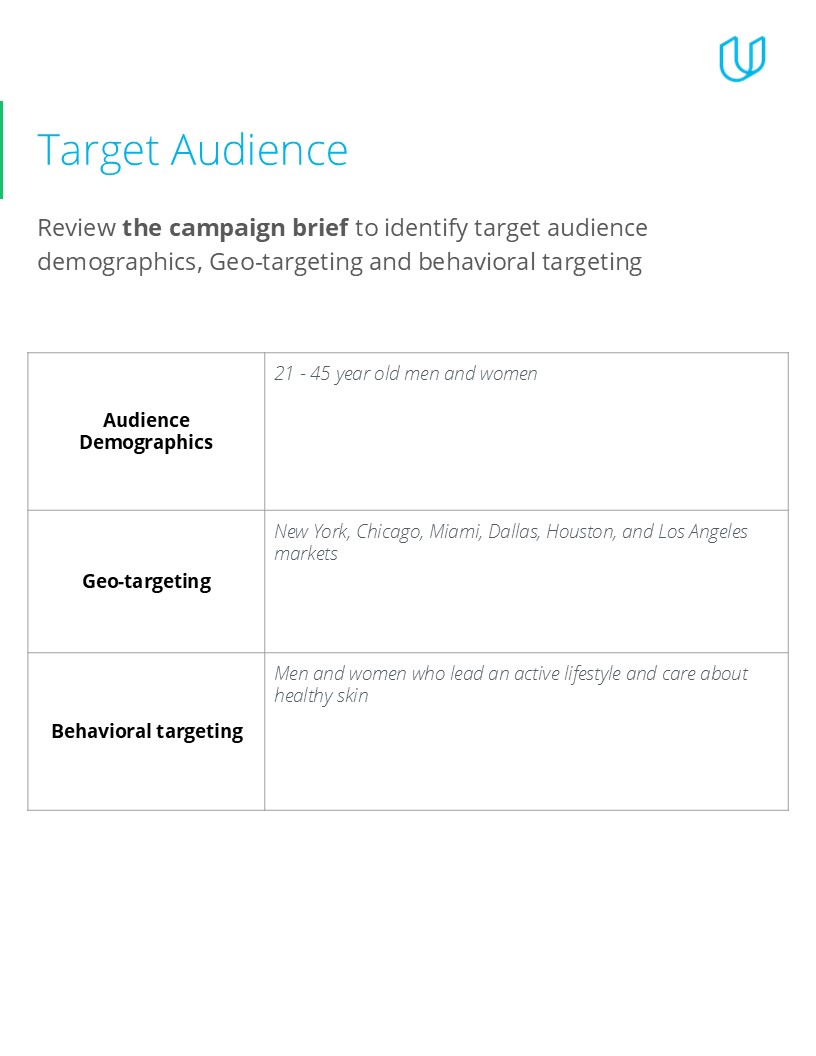 Target Audience
Review the campaign brief to identify target audience
demographics, Geo-targeting and behavioral targeting
Audience
Demographics
21 - 45 year old men and women
Geo-targeting
New York, Chicago, Miami, Dallas, Houston, and Los Angeles
markets
Behavioral targeting
Men and women who lead an active lifestyle and care about
healthy skin